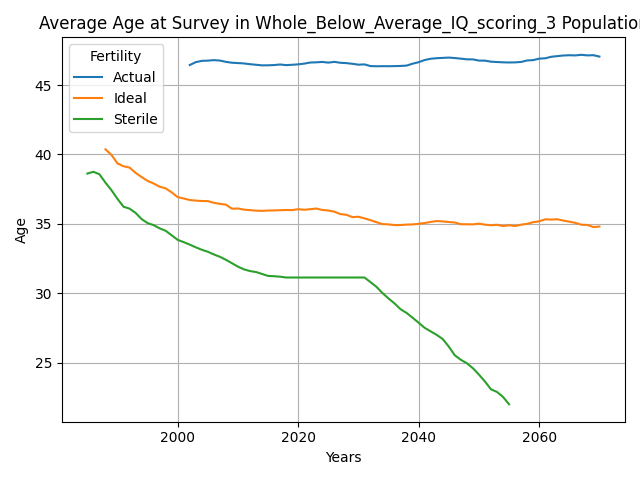 Average Age at Survey in Whole_Below_Average_IQ_scoring_3 Population
Fertility
Actual
Ideal
Sterile
Age
45
40
35
30
25
2000
2020
2040
2060
Years